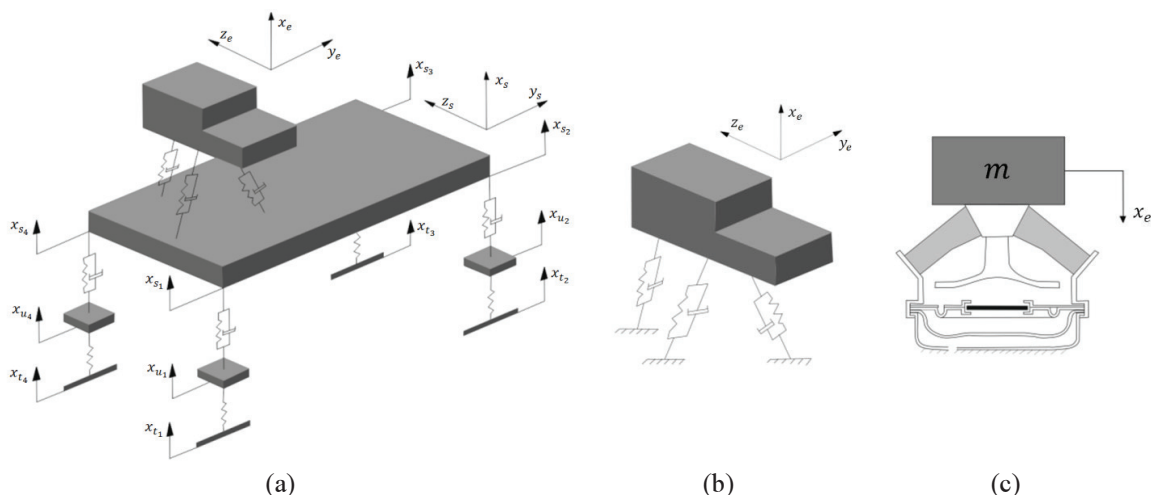 x_e
z_e
y_e
x_{s_3}
x_s
z_s
y_s
x_{s_2}
x_{s_4}
x_{t_3}
x_{u_2}
x_{s_1}
x_{t_2}
x_{u_4}
x_{u_1}
x_{t_4}
x_{t_1}
(a)
x_e
z_e
y_e
(b)
m
x_e
(c)